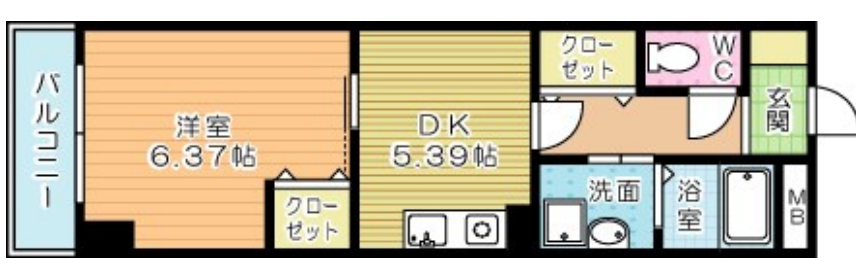 バルコニー
洋室
6.37帖
クロー
ゼット
DK
5.39帖
クロー
ゼット
WC
玄関
洗面
浴室
MB